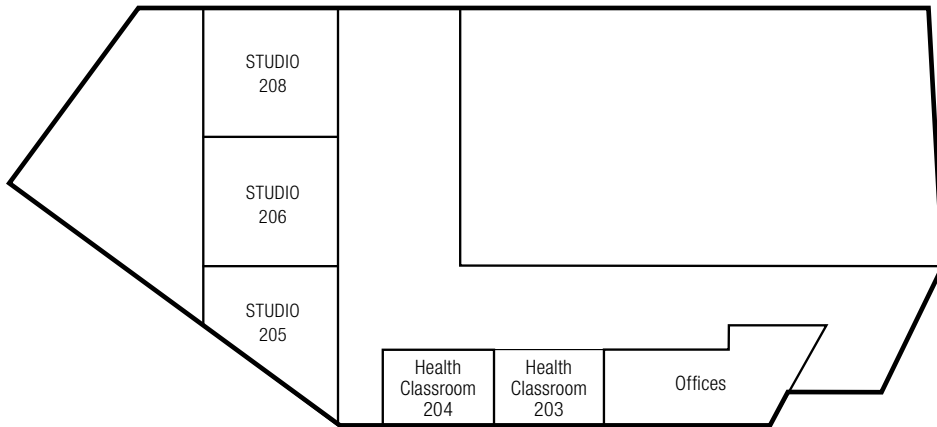 STUDIO
208
STUDIO
206
STUDIO
205
Health
Classroom
204
Health
Classroom
203
Offices